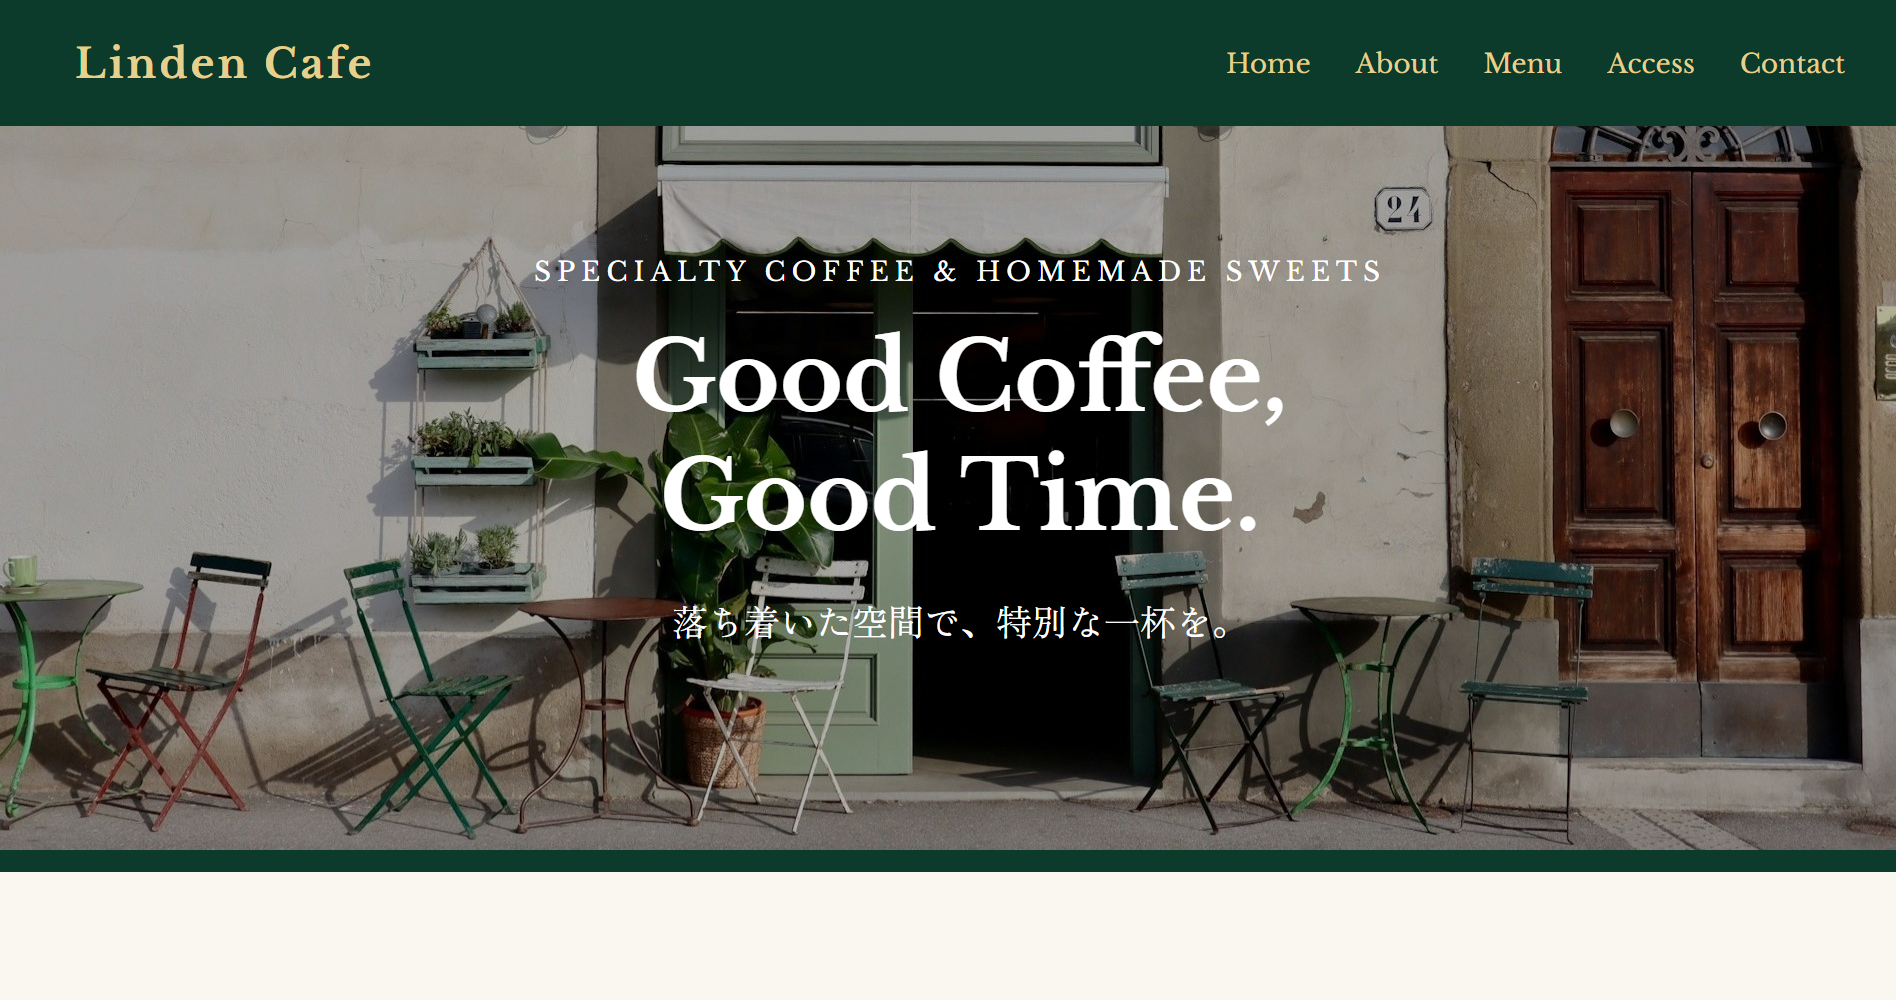 Linden Cafe
Home About Menu Access Contact
24
SPECIALTY COFFEE & HOMEMADE SWEETS
Good Coffee,
Good Time.
落ち着いた空間で、特別な一杯を。